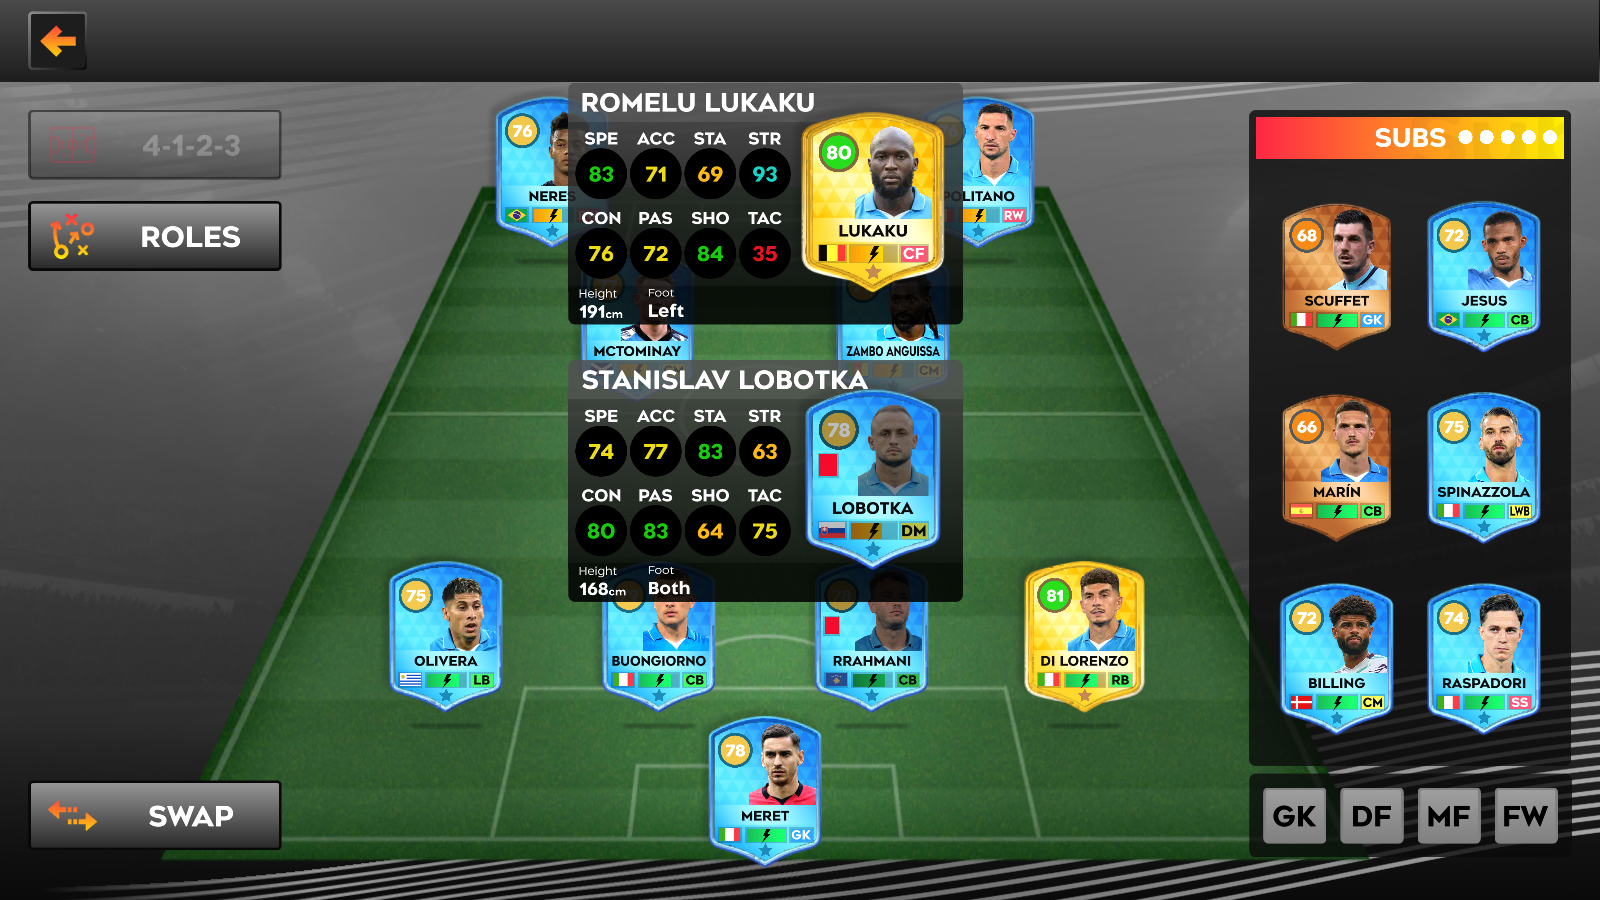 4-1-2-3
ROLES
SWAP
76
NERES
ROMELU LUKAKU
SPE ACC STA STR
83 71 69 93
CON PAS SHO TAC
76 72 84 35
Height Foot
191cm Left
80
LUKAKU
CF
POLITANO
RW
MCTOMINAY
CM
ZAMBO ANGUISSA
CM
STANISLAV LOBOTKA
SPE ACC STA STR
74 77 83 63
CON PAS SHO TAC
80 83 64 75
Height Foot
168cm Both
78
LOBOTKA
DM
75
OLIVERA
LB
BUONGIORNO
CB
78
RRAHMANI
CB
81
DI LORENZO
RB
78
MERET
GK
SUBS
68
SCUFFET
GK
72
JESUS
CB
66
MARÍN
CB
75
SPINAZZOLA
LWB
72
BILLING
CM
74
RASPADORI
SS
GK DF MF FW